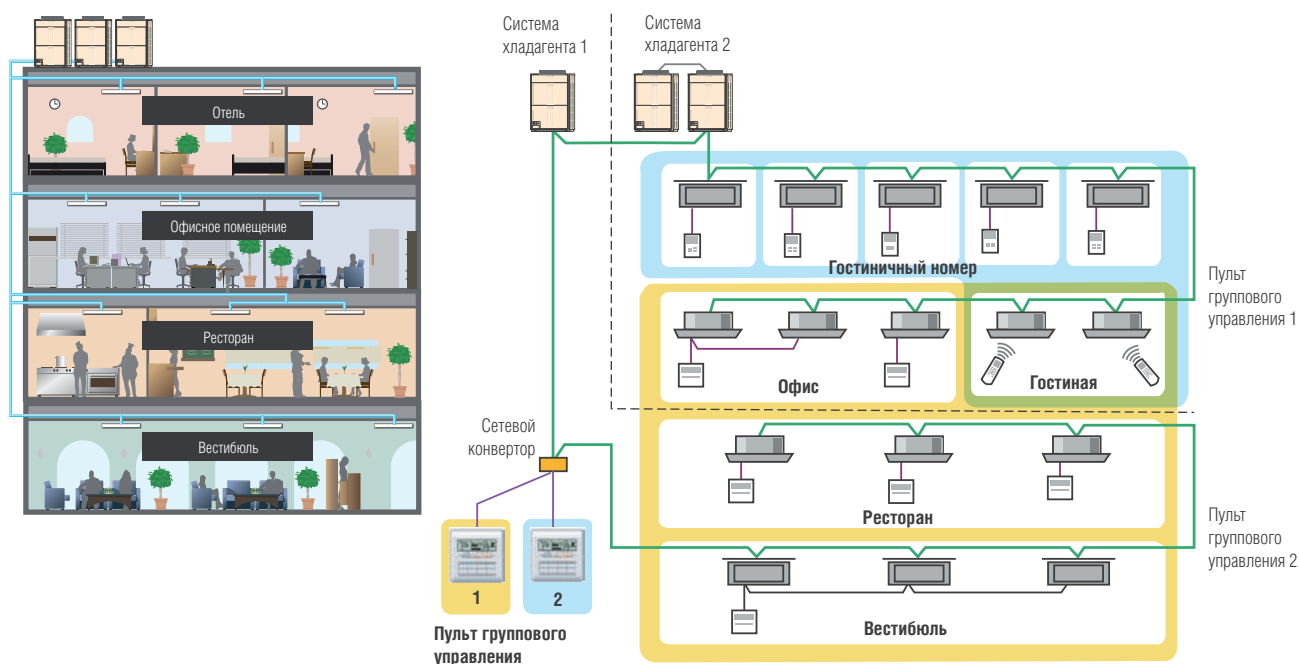 Отель
Офисное помещение
Ресторан
Вестибюль
Система
хладагента 1
Система
хладагента 2
Гостиничный номер
Пульт
группового
управления 1
Офис
Гостиная
Сетевой
конвертор
Ресторан
Пульт
группового
управления 2
1
2
Вестибюль
Пульт группового
управления